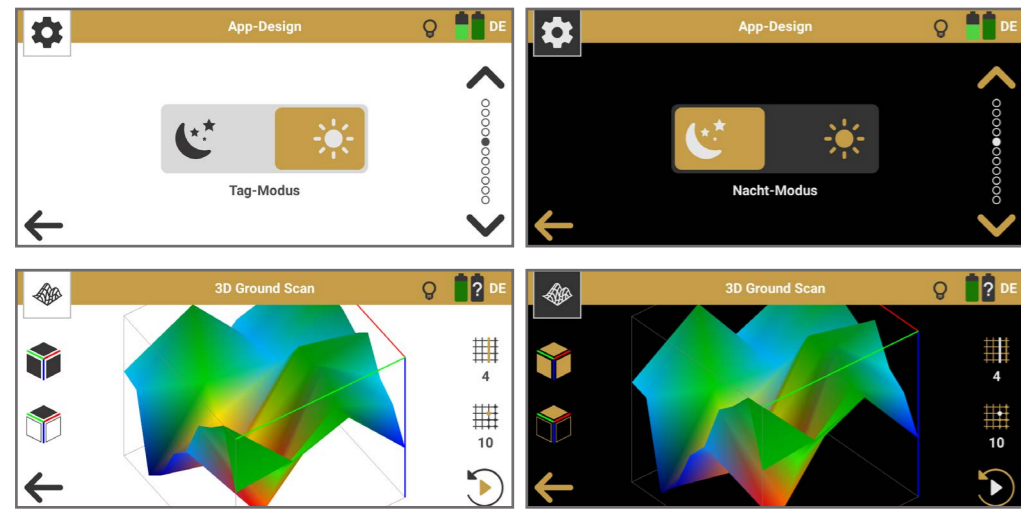 App-Design
DE
Tag-Modus
App-Design
DE
Nacht-Modus
3D Ground Scan
? DE
4
10
3D Ground Scan
? DE
4
10